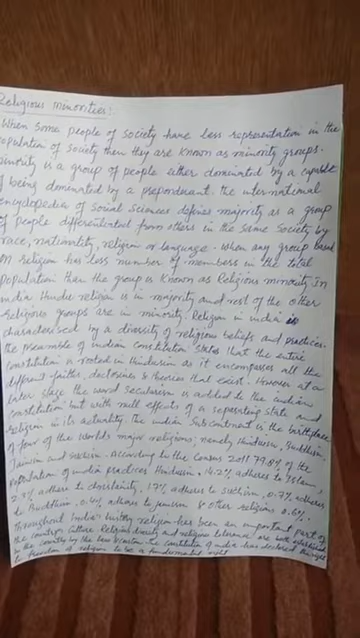 Religious minorities:-
When Some people of Society have less representation in the
population of Society then they are known as minority groups.
minority is a group of people either dominated by a capable
of being dominated by a preponderant. the international
encyclopedia of Social Sciences defines majority as a group
of people differentiated from others in the same Society by
race, nationality, religion or language. When any group based
on religion has less number of members in the total
population than the group is known as Religious minority. In
india Hindu religion is in majority and rest of the other
religious groups are in minority. Religion in india is
characterised by a diversity of religious beliefs and practices.
the preamble of indian Constitution States that the entire
Constitution is rooted in Hinduism as it encompasses all the
different faiths, doctrines & theories that exist. However at a
later stage the word Secularism is added to the indian
Constitution but with null effects of a separating State and
religion in its actuality. The indian Subcontinent is the birthplace
of four of the worlds major religions, namely Hinduism, Buddhism,
Jainism and Sikhism. According to the Census 2011 79.8% of the
population of india practices Hinduism. 14.2% adheres to Islam,
2.3% adhere to christianity, 1.7% adheres to Sikhism, 0.7% adheres
to Buddhism, 0.4% adheres to jainism & other religions 0.6%.
Throughout India's history religion has been an important part of
the country's culture. Religious diversity and religious tolerance are both established
in the country by the law & custom. the Constitution of india has declared the right
to freedom of religion to be a fundamental right